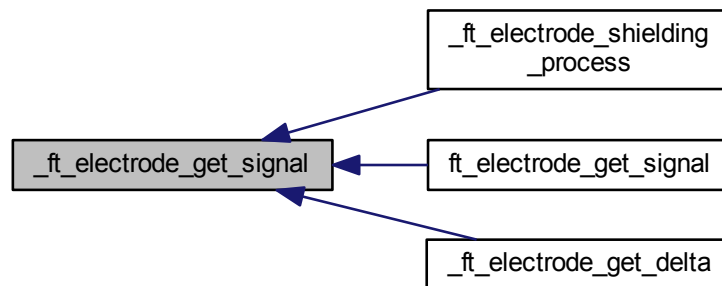 _ft_electrode_shielding
_process
_ft_electrode_get_signal
ft_electrode_get_signal
_ft_electrode_get_delta